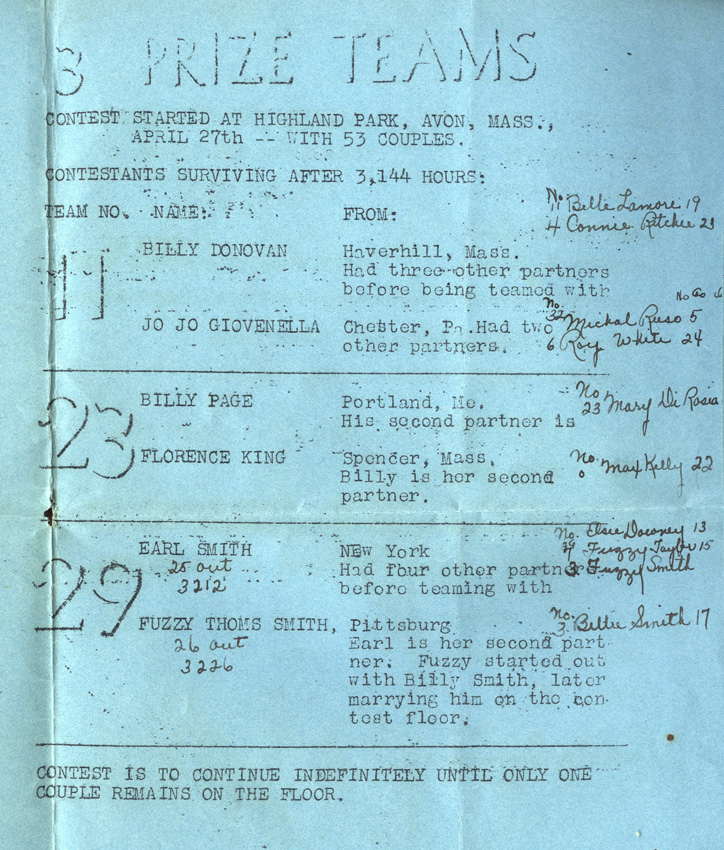 3 PRIZE TEAMS
CONTEST STARTED AT HIGHLAND PARK, AVON, MASS.,
APRIL 27th -- WITH 53 COUPLES.
CONTESTANTS SURVIVING AFTER 3,144 HOURS:
TEAM NO. NAME: FROM:
No. 11 Bille Lamore 19
4 Connie Ritchie 23
11
BILLY DONOVAN Haverhill, Mass.
Had three other partners
before being teamed with
No
JO JO GIOVENELLA Chester, Pa. Had two
other partners.
No. 32 Michal Ruso 5
6 Roy White 24
23
BILLY PAGE Portland, Me.
His second partner is
No 23 Mary Di Rosia
FLORENCE KING Spencer, Mass.
Billy is her second
partner.
No. 0 Max Kelly 22
29
EARL SMITH New York
25 out Had four other partners
3212 before teaming with
No. 39 Elsie Downey 13
7 Fuzzy Taylor 15
3 Fuzzy Smith
FUZZY THOMS SMITH, Pittsburg
26 out Earl is her second part-
3226 ner. Fuzzy started out
with Billy Smith, later
marrying him on the con-
test floor.
No. 3. Billie Smith 17
CONTEST IS TO CONTINUE INDEFINITELY UNTIL ONLY ONE
COUPLE REMAINS ON THE FLOOR.